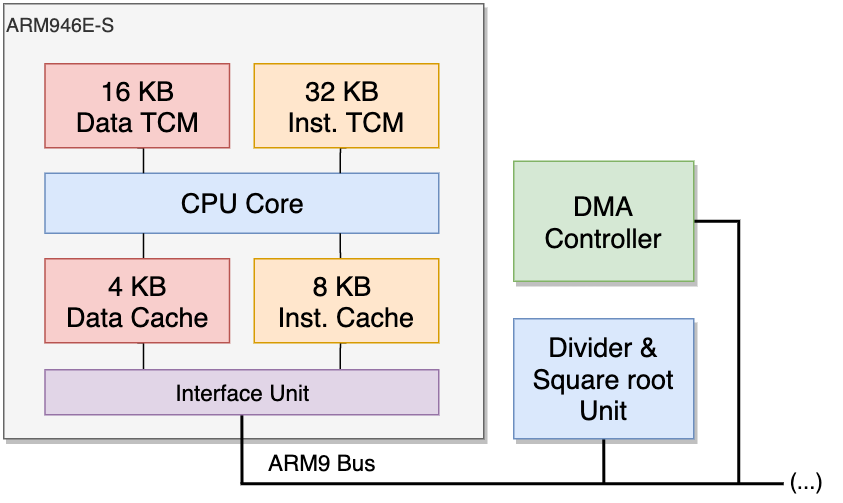 ARM946E-S
16 KB
Data TCM
32 KB
Inst. TCM
CPU Core
4 KB
Data Cache
8 KB
Inst. Cache
Interface Unit
DMA
Controller
Divider &
Square root
Unit
ARM9 Bus
(...)